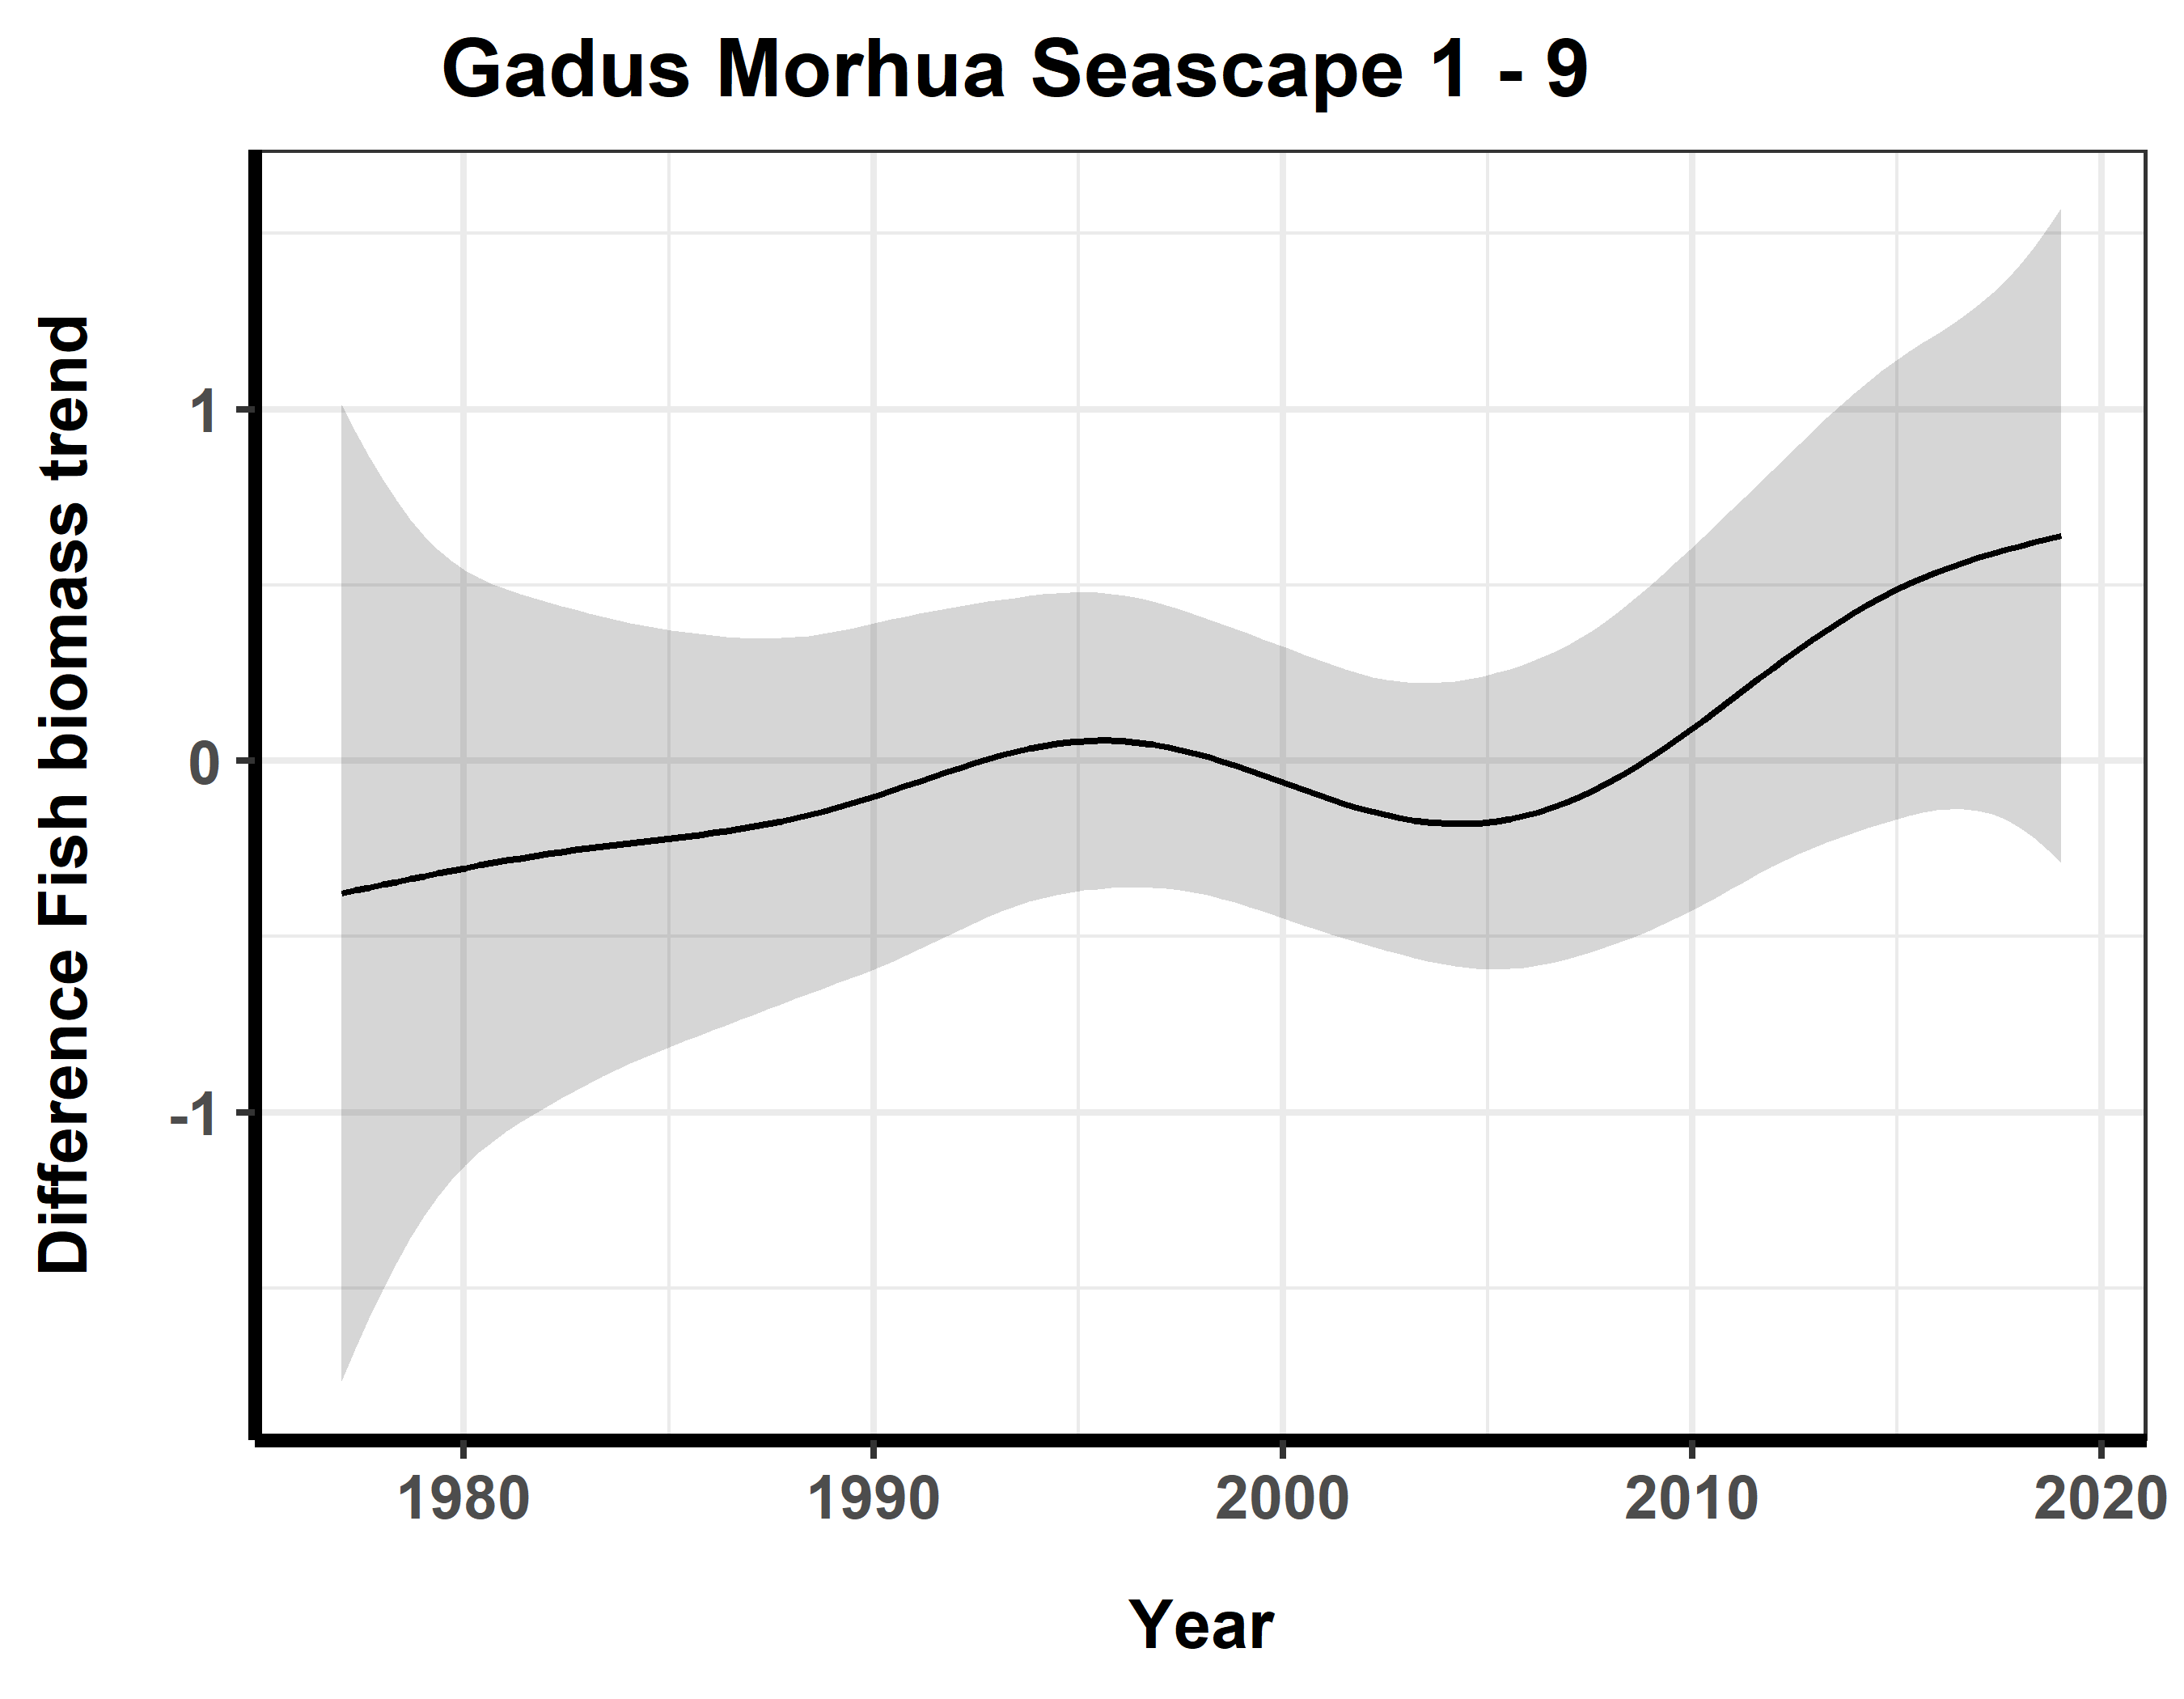 Gadus Morhua Seascape 1 - 9
Difference Fish biomass trend
1
0
-1
1980 1990 2000 2010 2020
Year